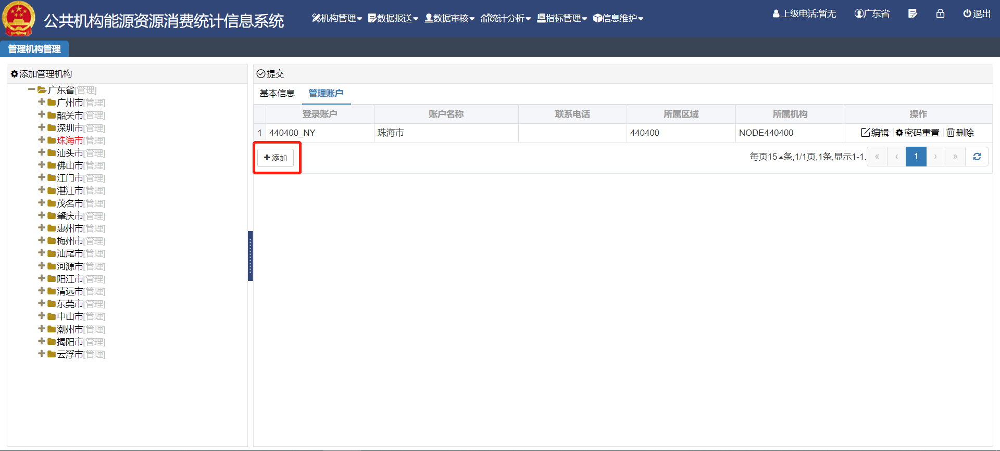 公共机构能源资源消费统计信息系统
机构管理 数据报送 数据审核 统计分析 指标管理 信息维护
上级电话:暂无 广东省 退出
管理机构管理
添加管理机构
广东省[管理]
广州市[管理]
韶关市[管理]
深圳市[管理]
珠海市[管理]
汕头市[管理]
佛山市[管理]
江门市[管理]
湛江市[管理]
茂名市[管理]
肇庆市[管理]
惠州市[管理]
梅州市[管理]
汕尾市[管理]
河源市[管理]
阳江市[管理]
清远市[管理]
东莞市[管理]
中山市[管理]
潮州市[管理]
揭阳市[管理]
云浮市[管理]
提交
基本信息 管理账户
登录账户 账户名称 联系电话 所属区域 所属机构 操作
1 440400_NY 珠海市 440400 NODE440400 编辑 密码重置 删除
添加
每页15条,1/1页,1条,显示1-1. « ‹ 1 › »